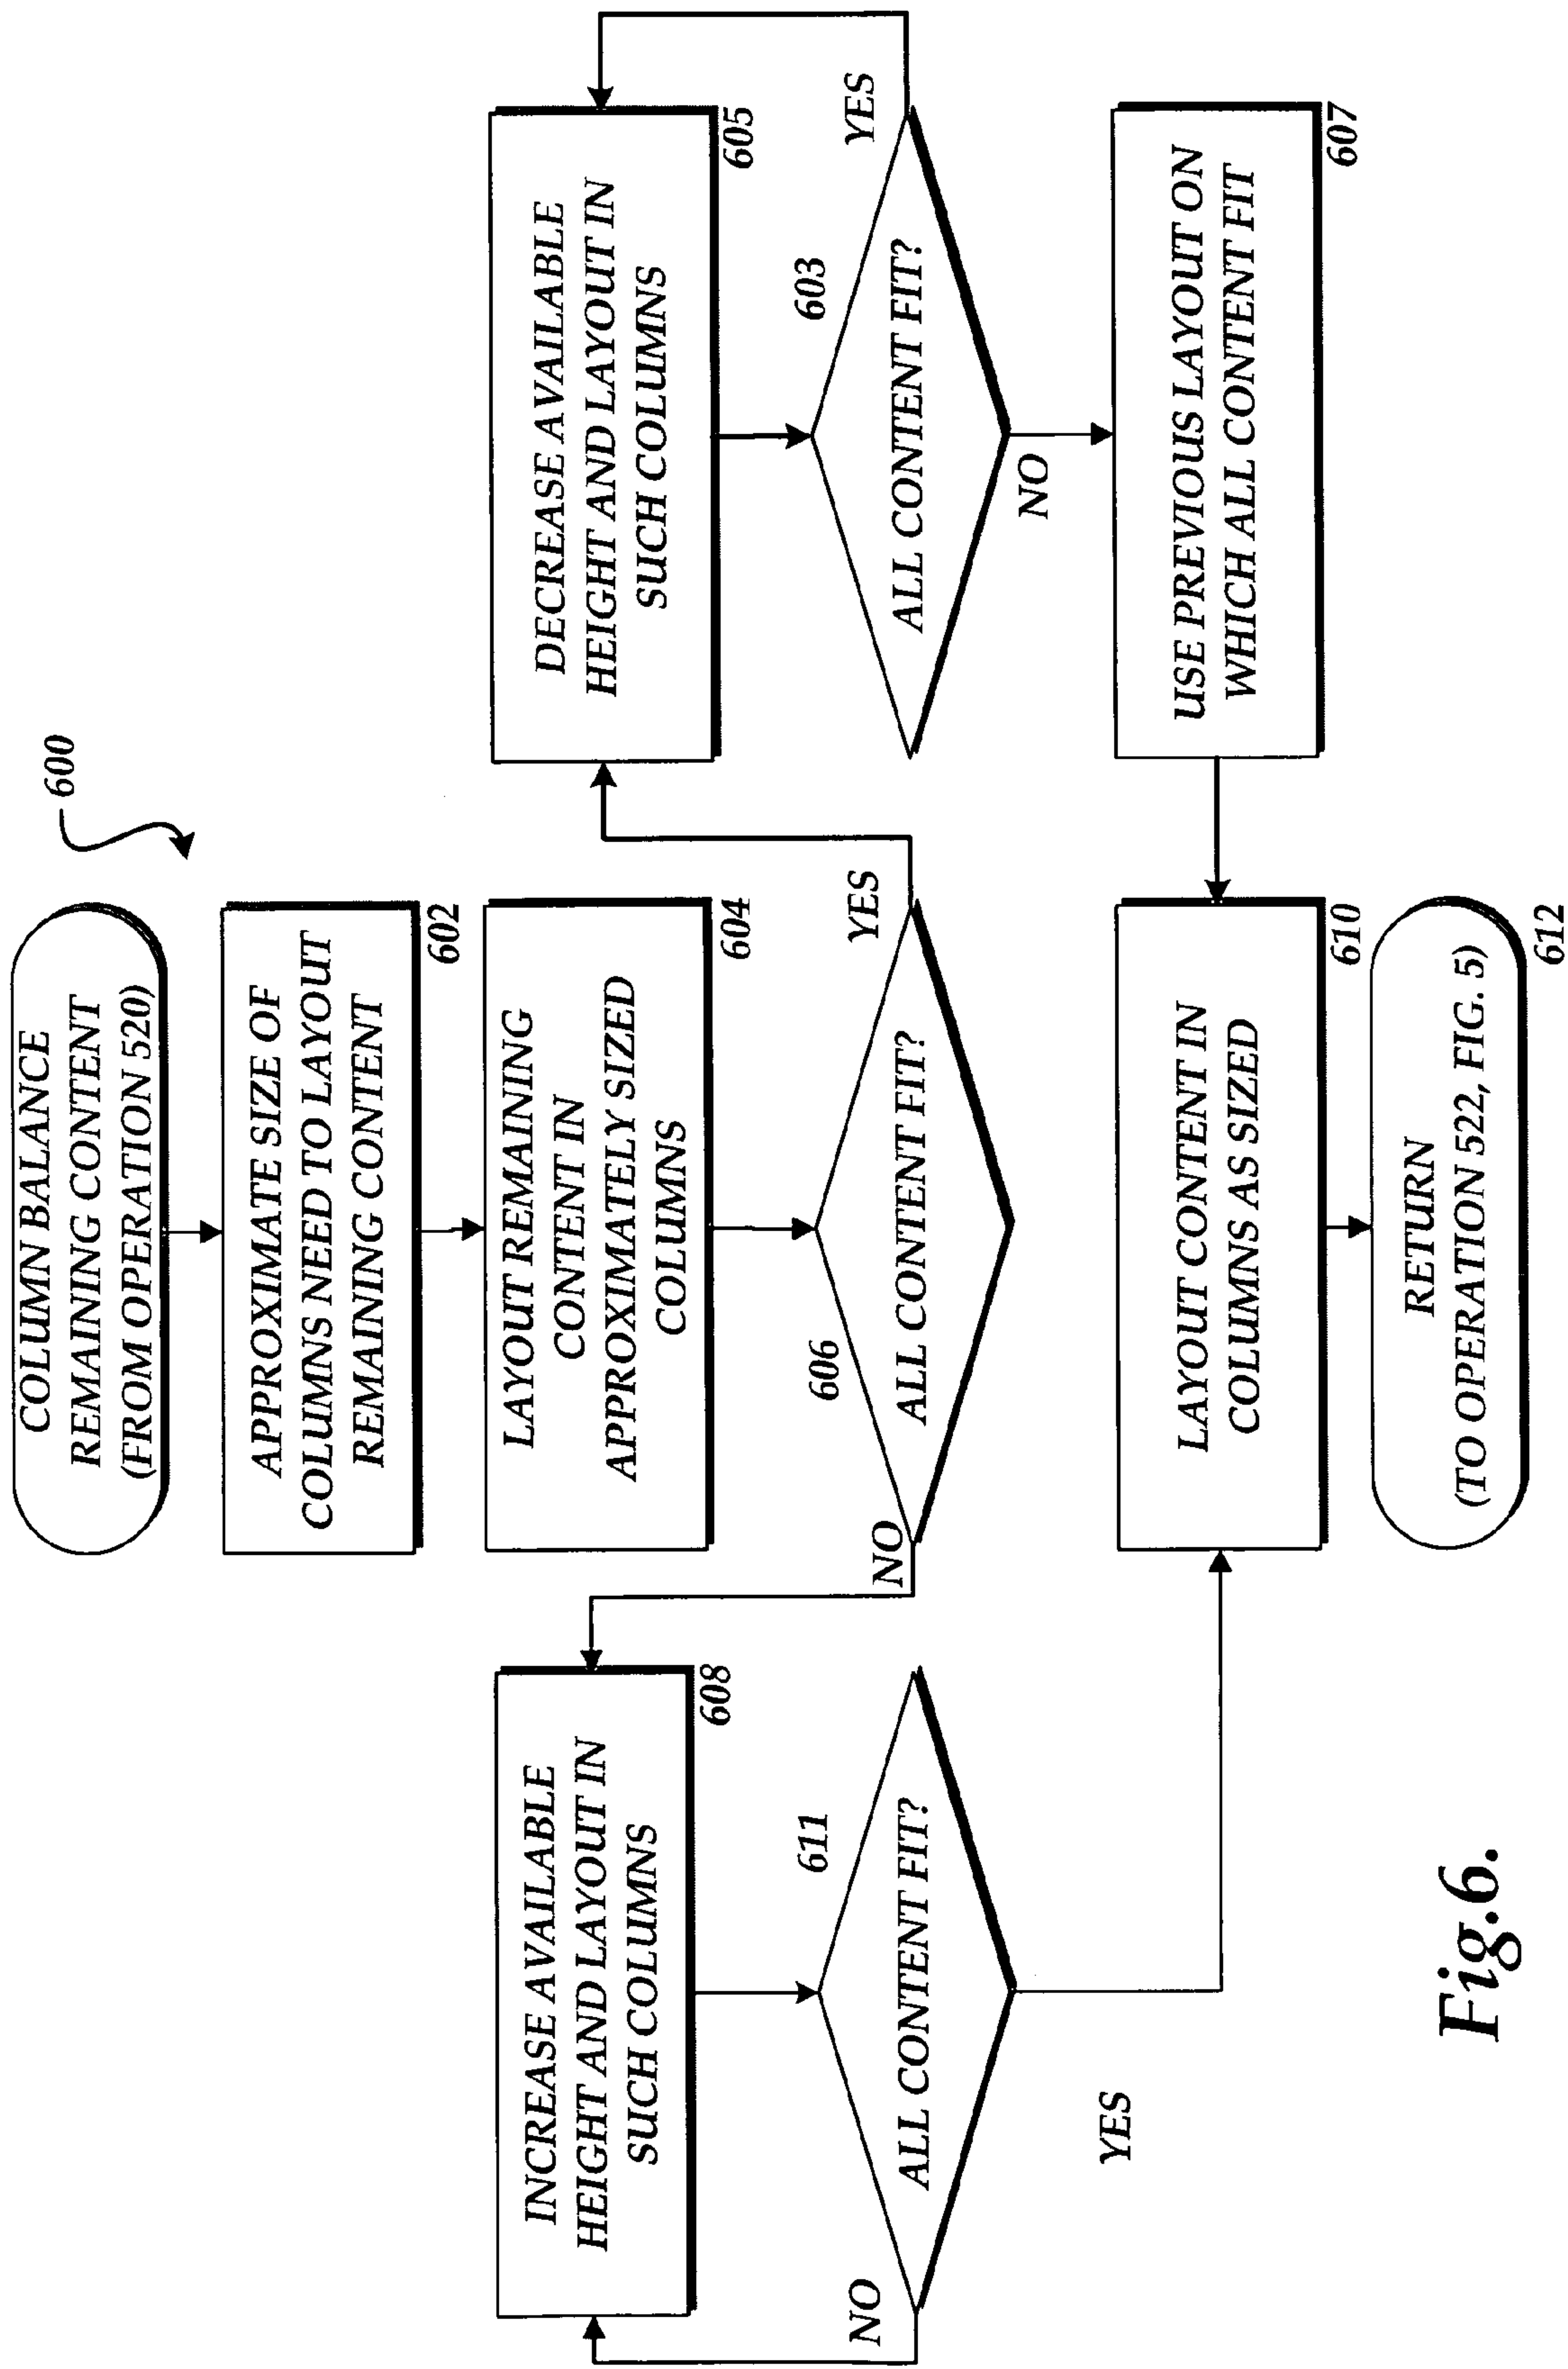 600
COLUMN BALANCE
REMAINING CONTENT
(FROM OPERATION 520)
APPROXIMATE SIZE OF
COLUMNS NEED TO LAYOUT
REMAINING CONTENT
602
LAYOUT REMAINING
CONTENT IN
APPROXIMATELY SIZED
COLUMNS
604
606
ALL CONTENT FIT?
NO
YES
INCREASE AVAILABLE
HEIGHT AND LAYOUT IN
SUCH COLUMNS
608
611
ALL CONTENT FIT?
NO
YES
DECREASE AVAILABLE
HEIGHT AND LAYOUT IN
SUCH COLUMNS
605
603
ALL CONTENT FIT?
YES
NO
USE PREVIOUS LAYOUT ON
WHICH ALL CONTENT FIT
607
LAYOUT CONTENT IN
COLUMNS AS SIZED
610
RETURN
(TO OPERATION 522, FIG. 5)
612
Fig.6.